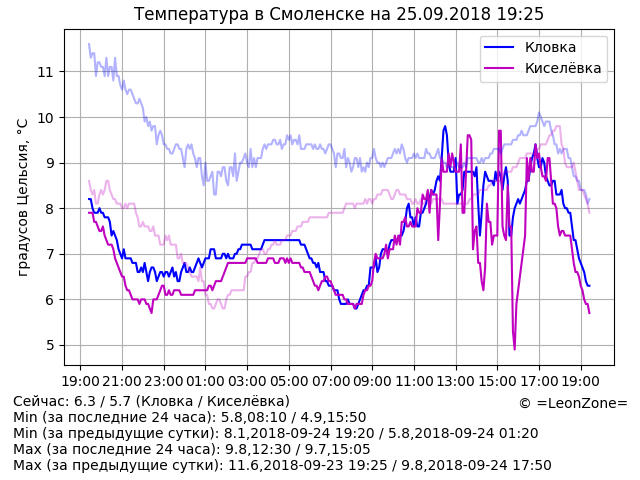 Температура в Смоленске на 25.09.2018 19:25
Кловка
Киселёвка
градусов Цельсия, °C
11
10
9
8
7
6
5
19:00 21:00 23:00 01:00 03:00 05:00 07:00 09:00 11:00 13:00 15:00 17:00 19:00
Сейчас: 6.3 / 5.7 (Кловка / Киселёвка)
© =LeonZone=
Min (за последние 24 часа): 5.8,08:10 / 4.9,15:50
Min (за предыдущие сутки): 8.1,2018-09-24 19:20 / 5.8,2018-09-24 01:20
Max (за последние 24 часа): 9.8,12:30 / 9.7,15:05
Max (за предыдущие сутки): 11.6,2018-09-23 19:25 / 9.8,2018-09-24 17:50